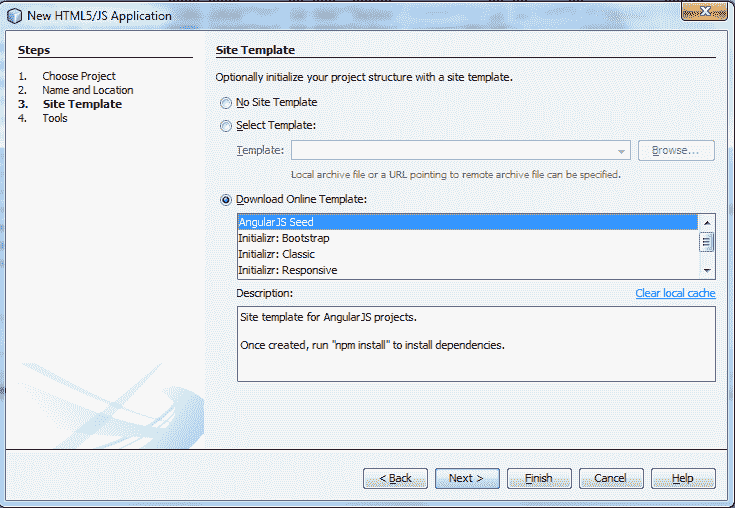 New HTML5/JS Application
Steps
1. Choose Project
2. Name and Location
3. Site Template
4. Tools
Site Template
Optionally initialize your project structure with a site template.
No Site Template
Select Template:
Template:
Browse...
Local archive file or a URL pointing to remote archive file can be specified.
Download Online Template:
AngularJS Seed
Initializr: Bootstrap
Initializr: Classic
Initializr: Responsive
Description:
Clear local cache
Site template for AngularJS projects.
Once created, run "npm install" to install dependencies.
< Back
Next >
Finish
Cancel
Help